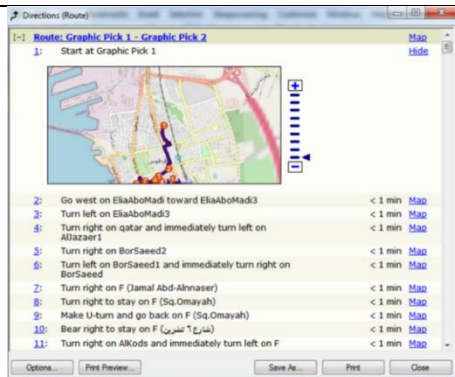 Directions (Route)
[-] Route: Graphic Pick 1 - Graphic Pick 2 Map
1: Start at Graphic Pick 1 Hide
2: Go west on EliaAboMadi toward EliaAboMadi3 < 1 min Map
3: Turn left on EliaAboMadi3 < 1 min Map
4: Turn right on qatar and immediately turn left on < 1 min Map
AlJazaer1
5: Turn right on BorSaeed2 < 1 min Map
6: Turn left on BorSaeed1 and immediately turn right on < 1 min Map
BorSaeed
7: Turn right on F (Jamal Abd-Alnnaser) < 1 min Map
8: Turn right to stay on F (Sq.Omayah) < 1 min Map
9: Make U-turn and go back on F (Sq.Omayah) < 1 min Map
10: Bear right to stay on F (شارع ٦ تشرين) < 1 min Map
11: Turn right on AlKods and immediately turn left on F < 1 min Map
Options... Print Preview... Save As... Print Close